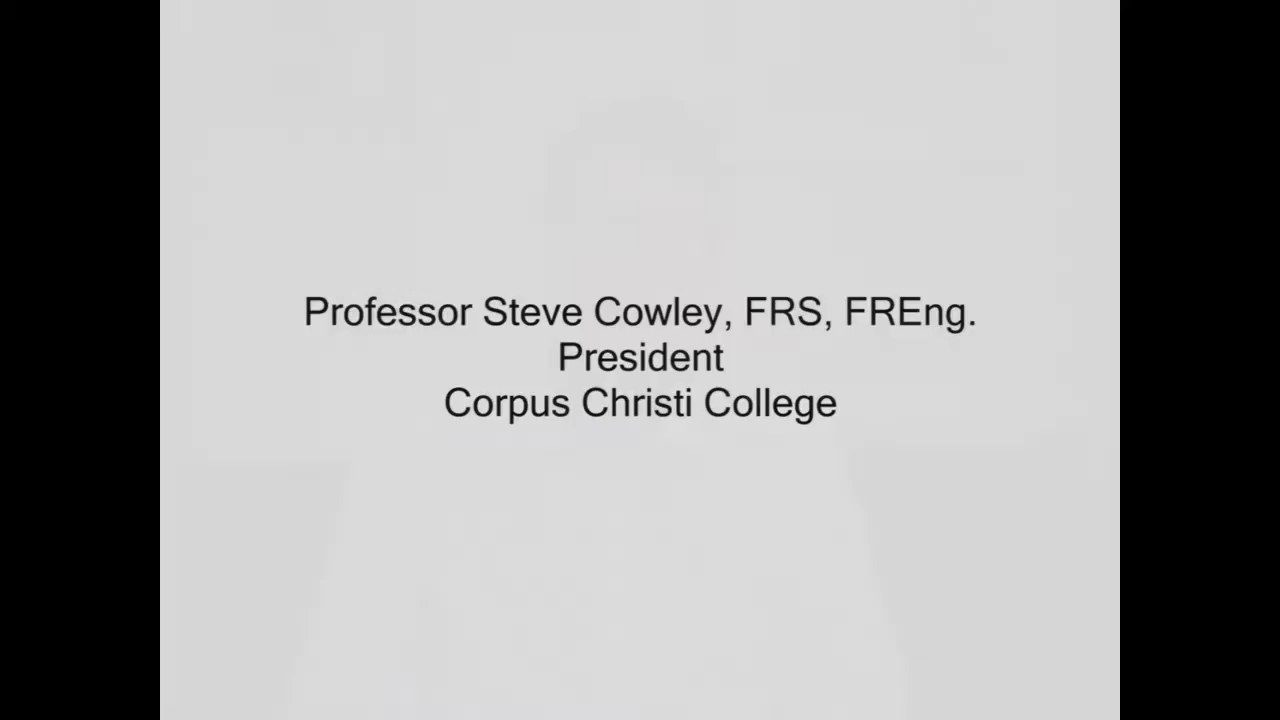 Professor Steve Cowley, FRS, FREng.
President
Corpus Christi College